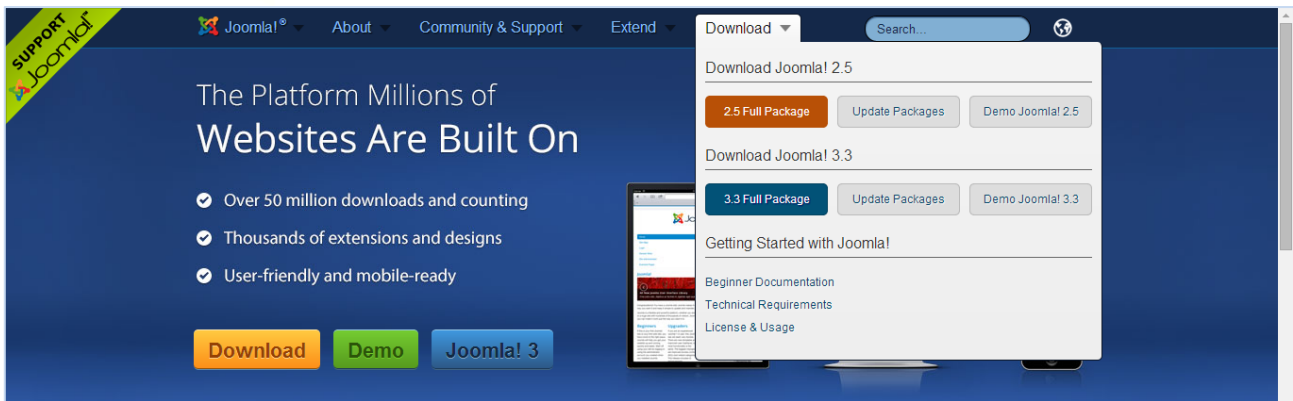 SUPPORT
Joomla!
Joomla!® About Community & Support Extend Download Search...
The Platform Millions of
Websites Are Built On
Over 50 million downloads and counting
Thousands of extensions and designs
User-friendly and mobile-ready
Download Demo Joomla! 3
Download Joomla! 2.5
2.5 Full Package Update Packages Demo Joomla! 2.5
Download Joomla! 3.3
3.3 Full Package Update Packages Demo Joomla! 3.3
Getting Started with Joomla!
Beginner Documentation
Technical Requirements
License & Usage